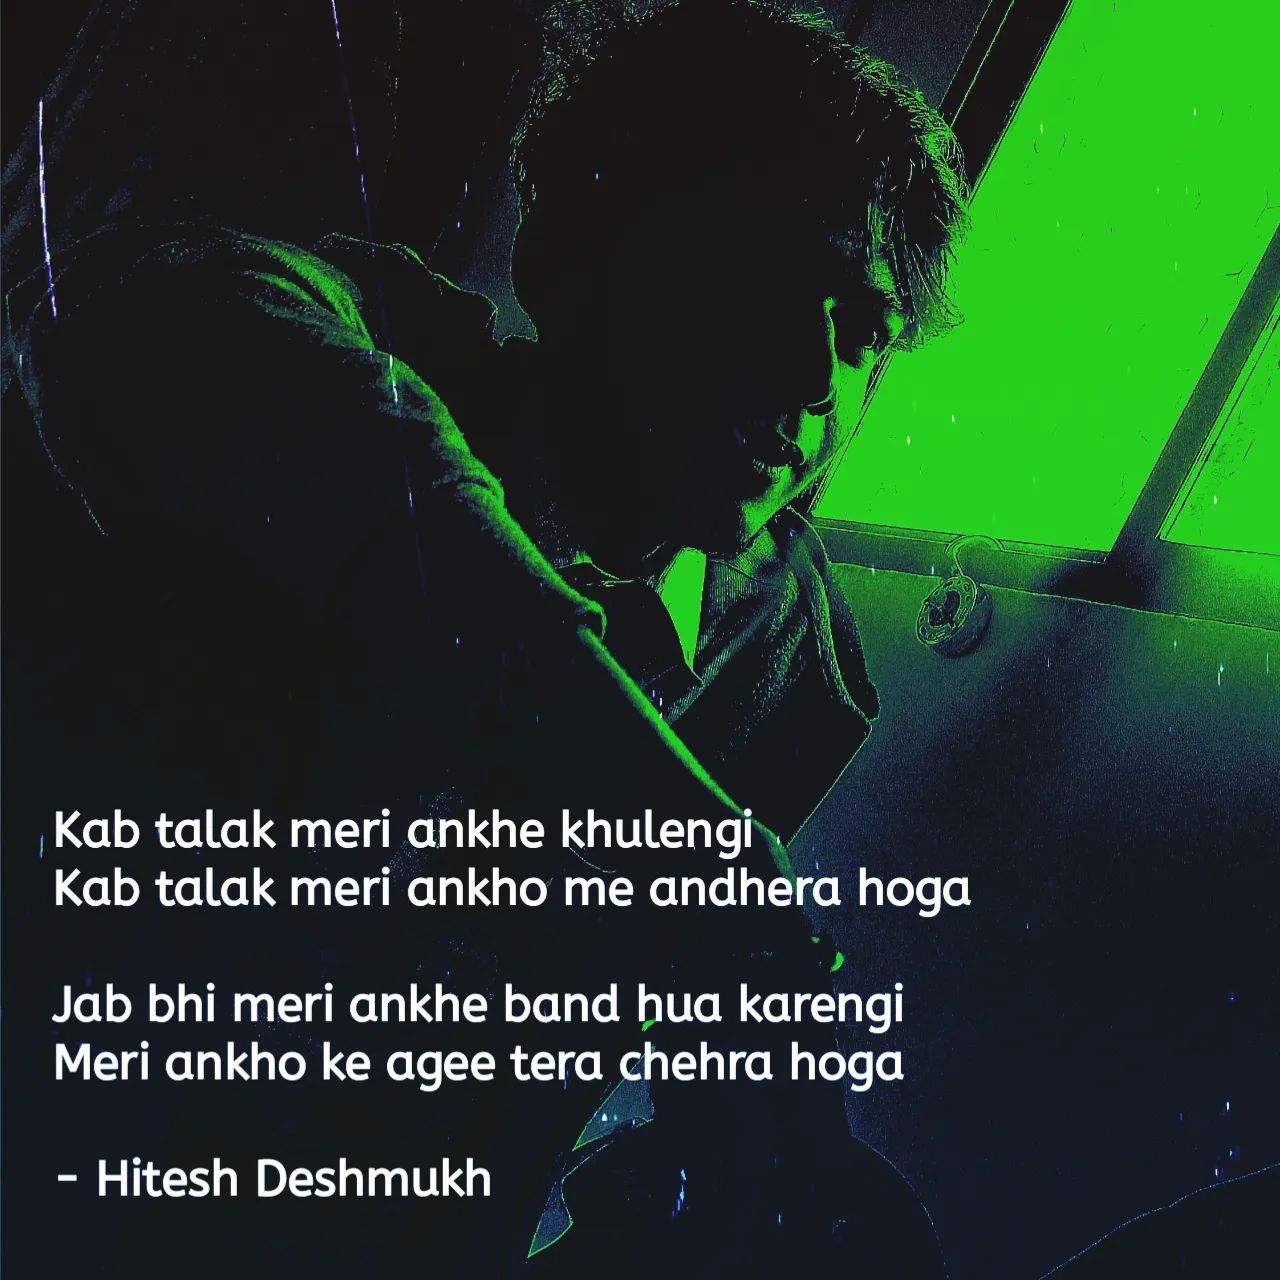 Kab talak meri ankhe khulengi
Kab talak meri ankho me andhera hoga
Jab bhi meri ankhe band hua karengi
Meri ankho ke agee tera chehra hoga
- Hitesh Deshmukh